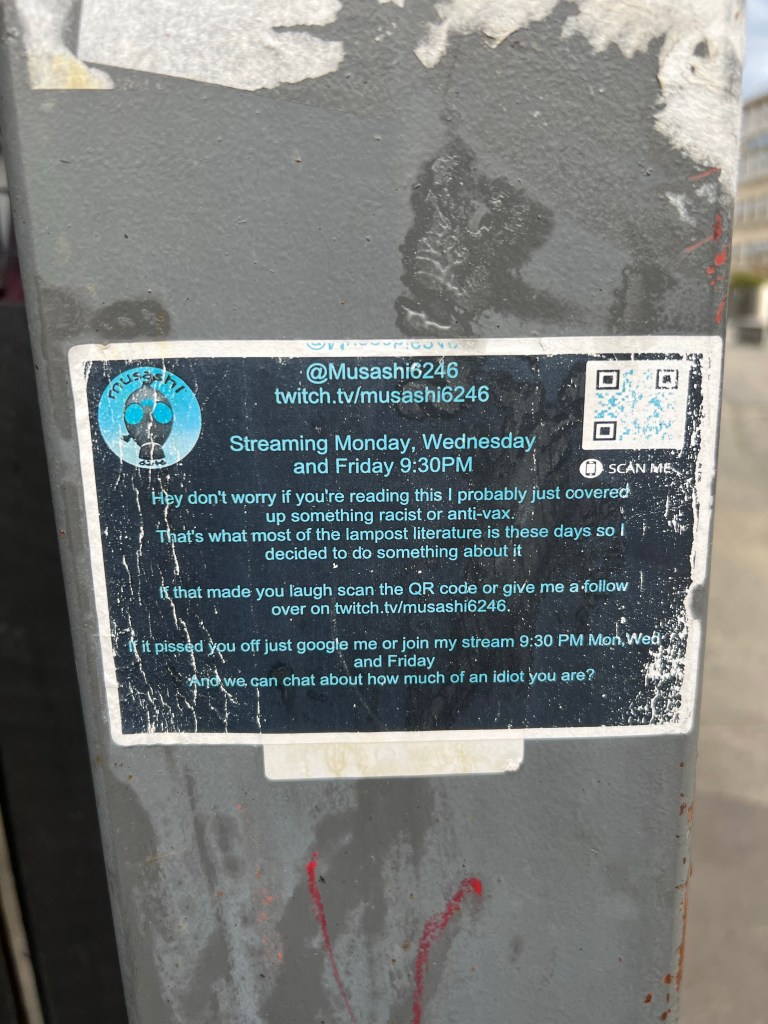 @Musashi6246
twitch.tv/musashi6246
musashi
Streaming Monday, Wednesday
and Friday 9:30PM
SCAN ME
Hey don't worry if you're reading this I probably just covered
up something racist or anti-vax.
That's what most of the lampost literature is these days so I
decided to do something about it
If that made you laugh scan the QR code or give me a follow
over on twitch.tv/musashi6246.
If it pissed you off just google me or join my stream 9:30 PM Mon,Wed
and Friday
And we can chat about how much of an idiot you are?